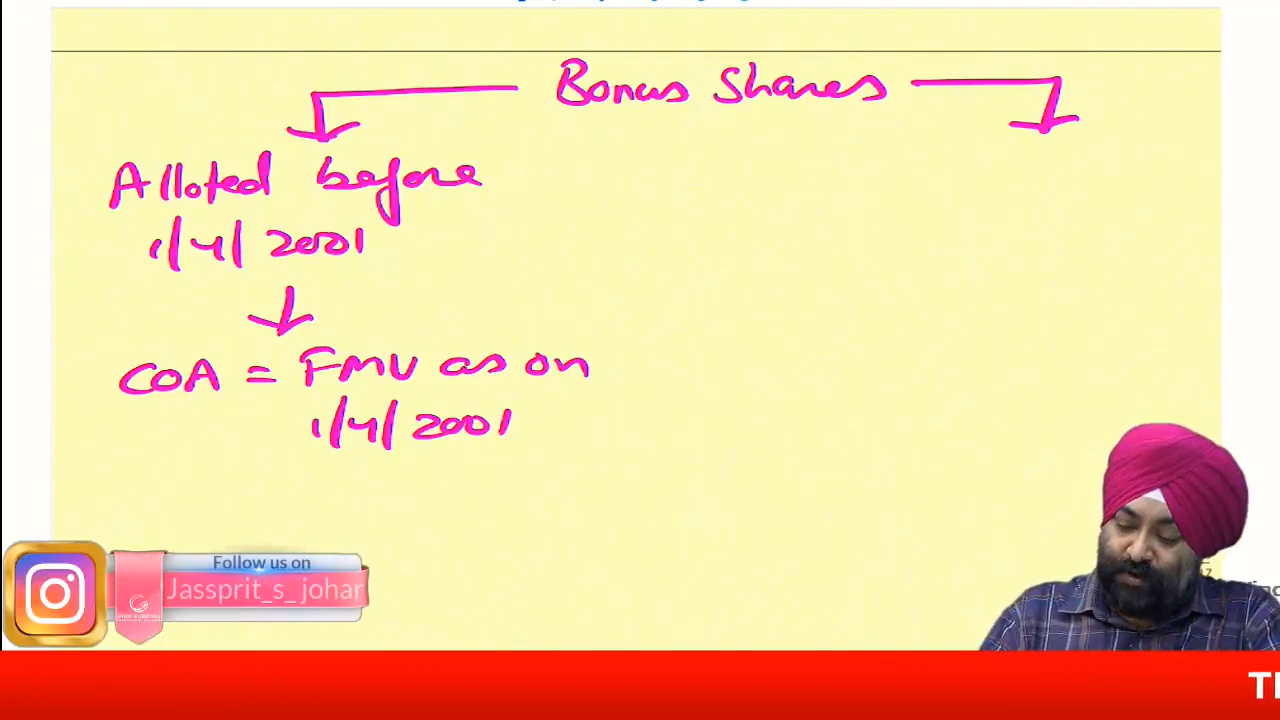 Bonus Shares
Alloted before
1/4/2001
COA = FMV as on
1/4/2001
Follow us on
Jassprit_s_johar